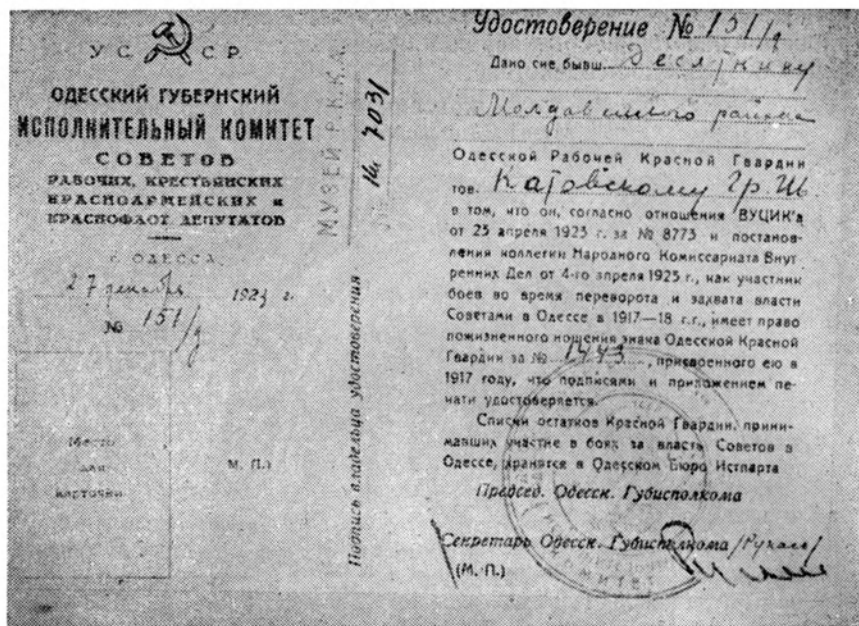 У.С. С.Р.
ОДЕССКИЙ ГУБЕРНСКИЙ
ИСПОЛНИТЕЛЬНЫЙ КОМИТЕТ
СОВЕТОВ
РАБОЧИХ, КРЕСТЬЯНСКИХ
КРАСНОАРМЕЙСКИХ и
КРАСНОФЛОТ. ДЕПУТАТОВ
г. ОДЕССА.
27 декабря 1923 г.
№ 151/
Место
для
карточки
М. П.)
МУЗЕЙ Р.К.К.А.
7031
Подпись владельца удостоверения
Удостоверение № 151/
Дано сие бывш. Десяткину
Молдавского района
Одесской Рабочей Красной Гвардии
тов. Катовскому Гр. Ив.
в том, что он, согласно отношения ВУЦИК'а
от 25 апреля 1923 г. за № 8773 и постанов-
ления коллегии Народного Комиссариата Внут-
ренних Дел от 4-го апреля 1923 г., как участник
боев во время переворота и захвата власти
Советами в Одессе в 1917—18 г.г., имеет право
пожизненного ношения знака Одесской Красной
Гвардии за № 1443, присвоенного ею в
1917 году, что подписями и приложением пе-
чати удостоверяется.
Списки остатков Красной Гвардии, прини-
мавших участие в боях за власть Советов в
Одессе, хранятся в Одесском Бюро Истпарта
Председ. Одесск. Губисполкома
Секретарь Одесск. Губисполкома
(М. П.)